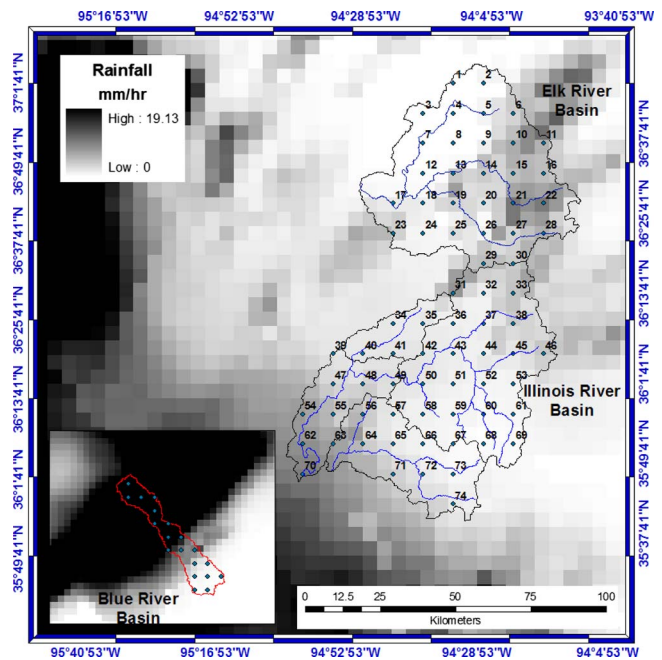 95°16'53"W 94°52'53"W 94°28'53"W 94°4'53"W 93°40'53"W
37°1'41"N
36°49'41"N
36°37'41"N
36°25'41"N
36°13'41"N
36°1'41"N
35°49'41"N
Rainfall
mm/hr
High : 19.13
Low : 0
Elk River
Basin
1 2
3 4 5 6
7 8 9 10 11
12 13 14 15 16
17 18 19 20 21 22
23 24 25 26 27 28
29 30
31 32 33
34 35 36 37 38
39 40 41 42 43 44 45 46
47 48 49 50 51 52 53
Illinois River
Basin
54 55 56 57 58 59 60 61
62 63 64 65 66 67 68 69
70 71 72 73
74
Blue River
Basin
0 12.5 25 50 75 100
Kilometers
36°37'41"N
36°25'41"N
36°13'41"N
36°1'41"N
35°49'41"N
35°37'41"N
95°40'53"W 95°16'53"W 94°52'53"W 94°28'53"W 94°4'53"W